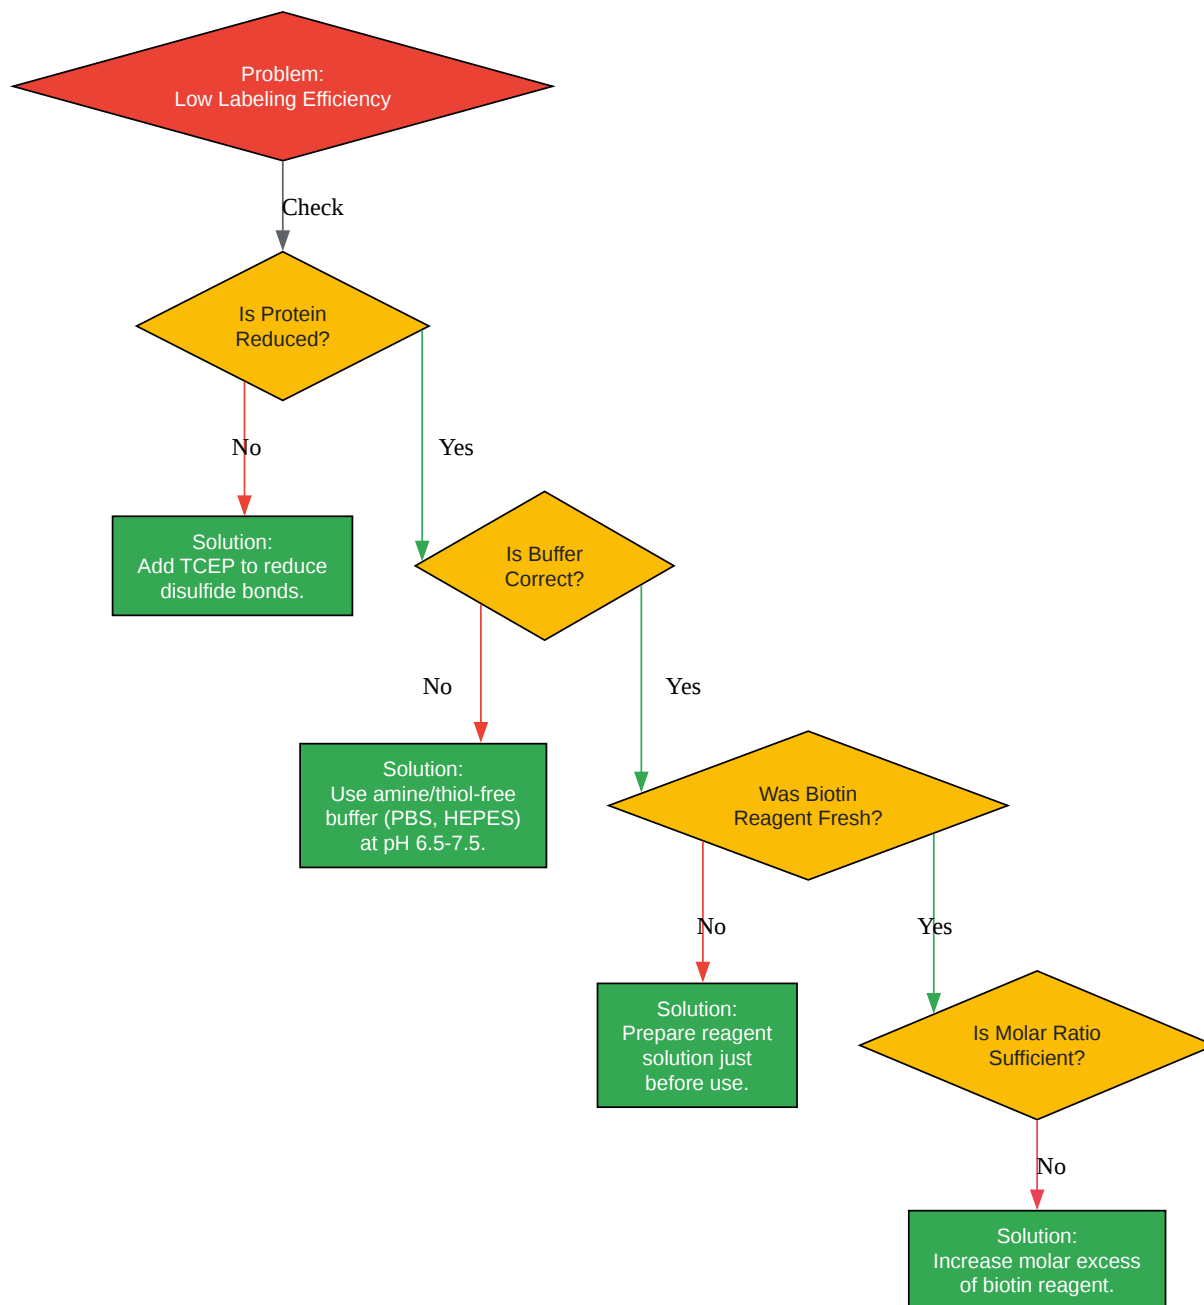 Problem:
Low Labeling Efficiency
Check
Is Protein
Reduced?
No
Yes
Solution:
Add TCEP to reduce
disulfide bonds.
Is Buffer
Correct?
No
Yes
Solution:
Use amine/thiol-free
buffer (PBS, HEPES)
at pH 6.5-7.5.
Was Biotin
Reagent Fresh?
No
Yes
Solution:
Prepare reagent
solution just
before use.
Is Molar Ratio
Sufficient?
No
Solution:
Increase molar excess
of biotin reagent.